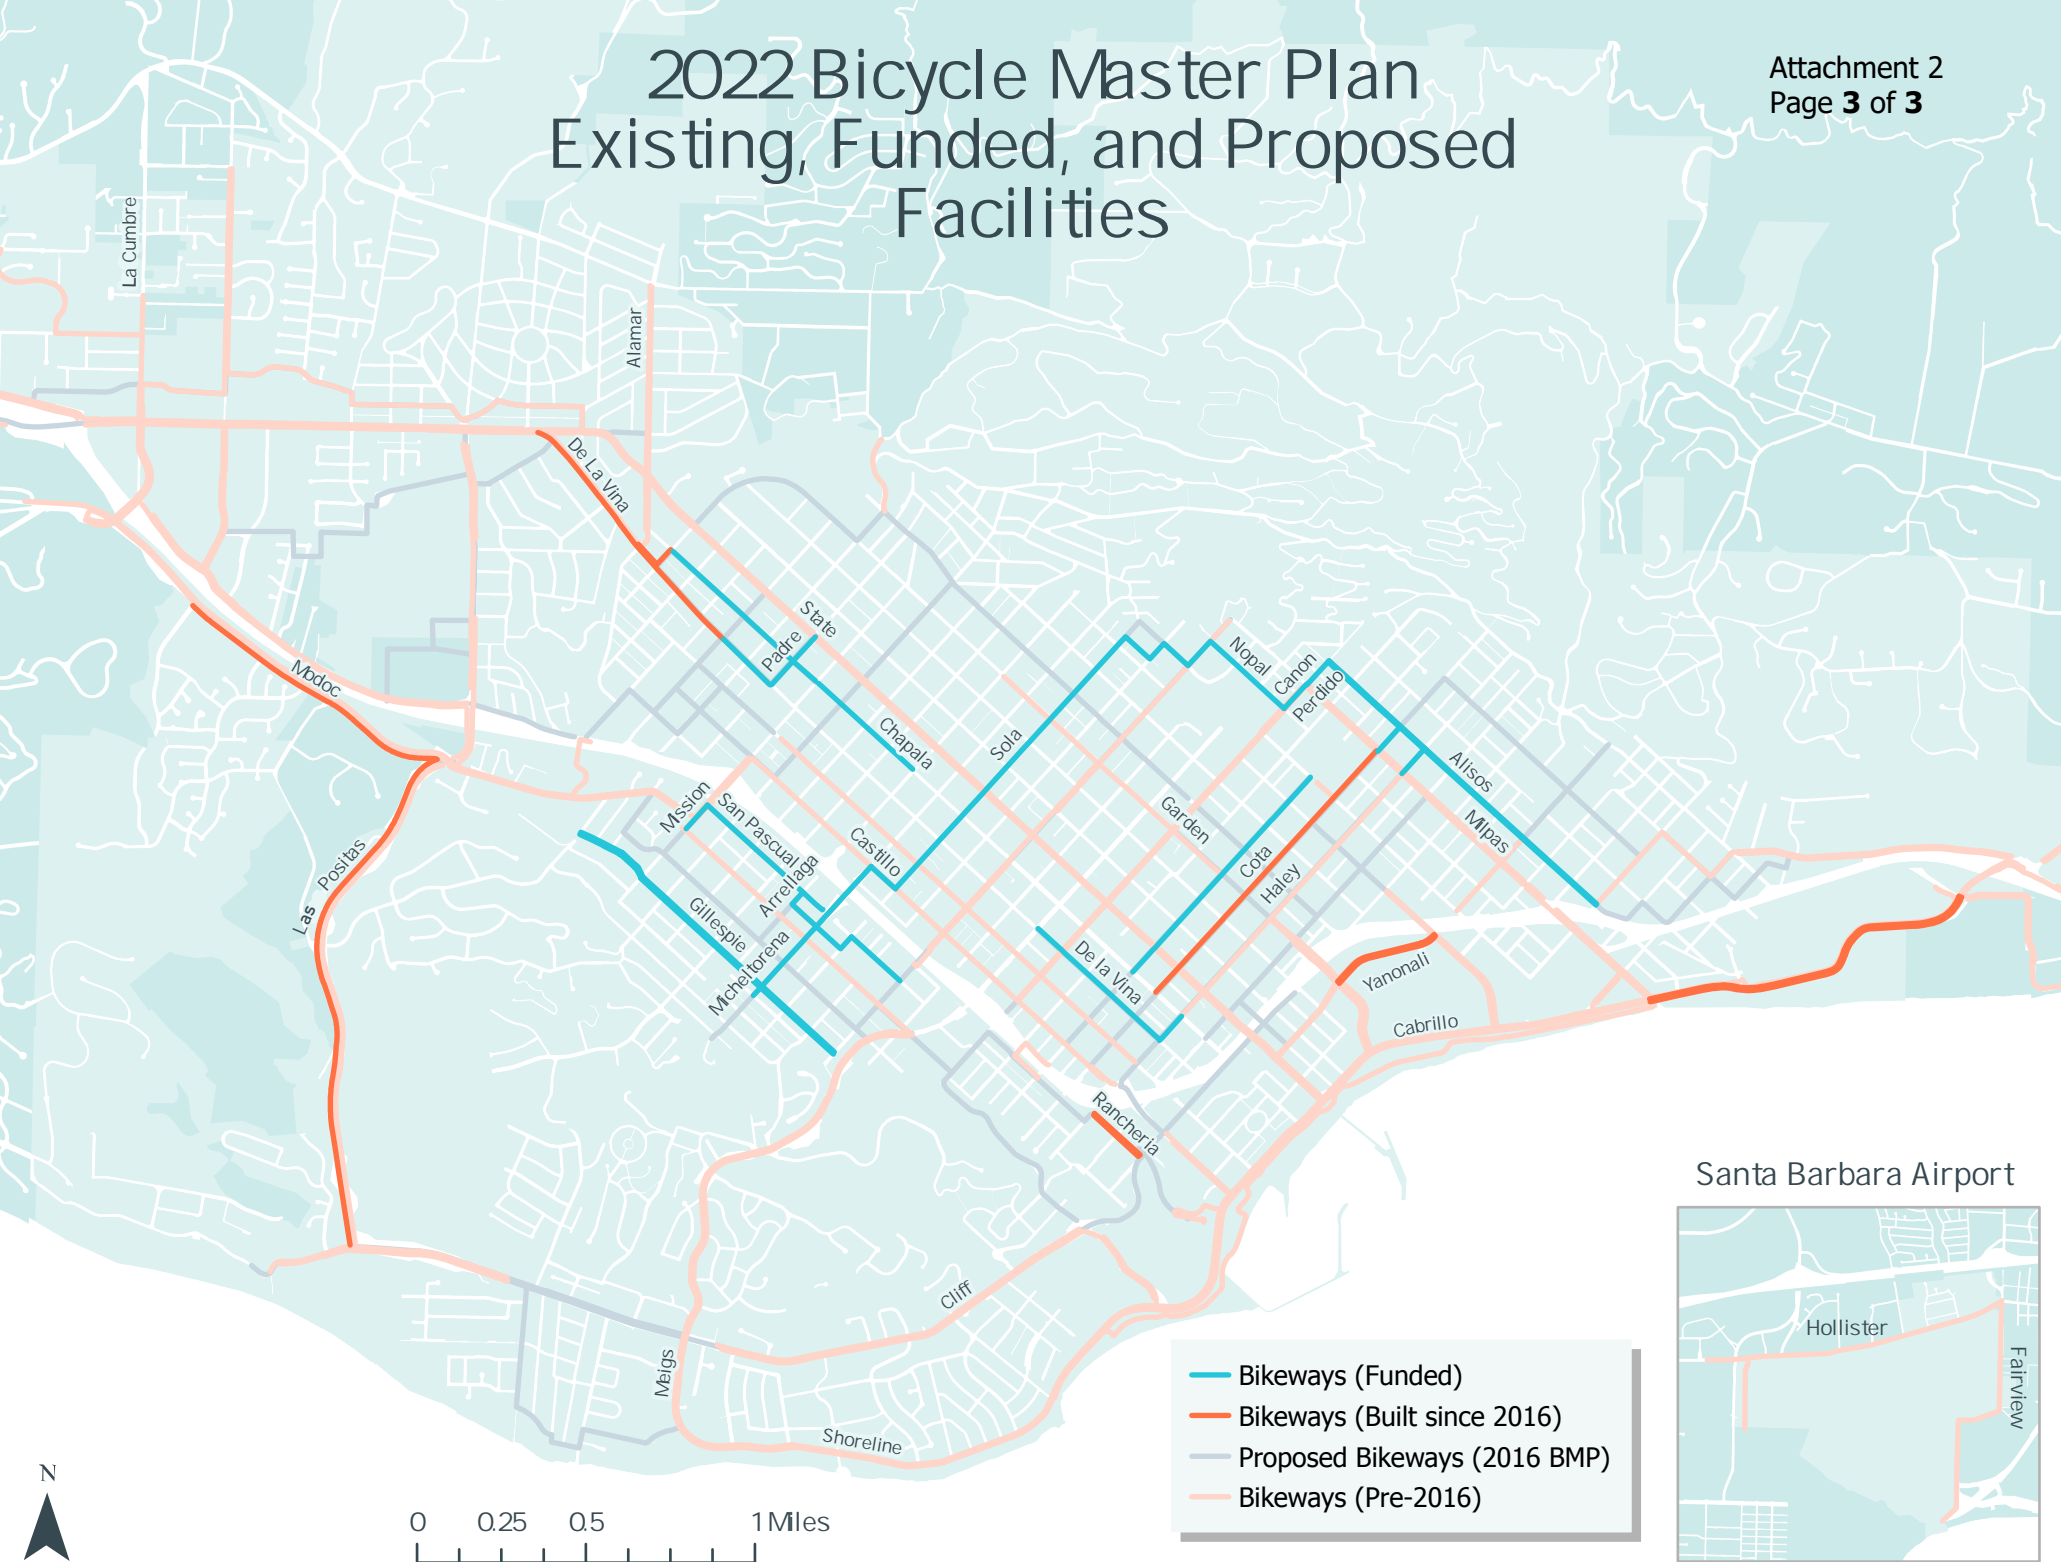 2022 Bicycle Master Plan
Existing, Funded, and Proposed
Facilities
Attachment 2
Page 3 of 3
La Cumbre
Alamar
De La Vina
State
Padre
Modoc
Chapala
Sola
Nopal
Canon
Perdido
Alisos
Milpas
Garden
Cota
Haley
Mission
San Pascual
Castillo
Arrellaga
Gillespie
Micheltorena
Las Positas
De la Vina
Yanonali
Cabrillo
Rancheria
Cliff
Meigs
Shoreline
Santa Barbara Airport
Hollister
Fairview
Bikeways (Funded)
Bikeways (Built since 2016)
Proposed Bikeways (2016 BMP)
Bikeways (Pre-2016)
N
0 0.25 0.5 1 Miles